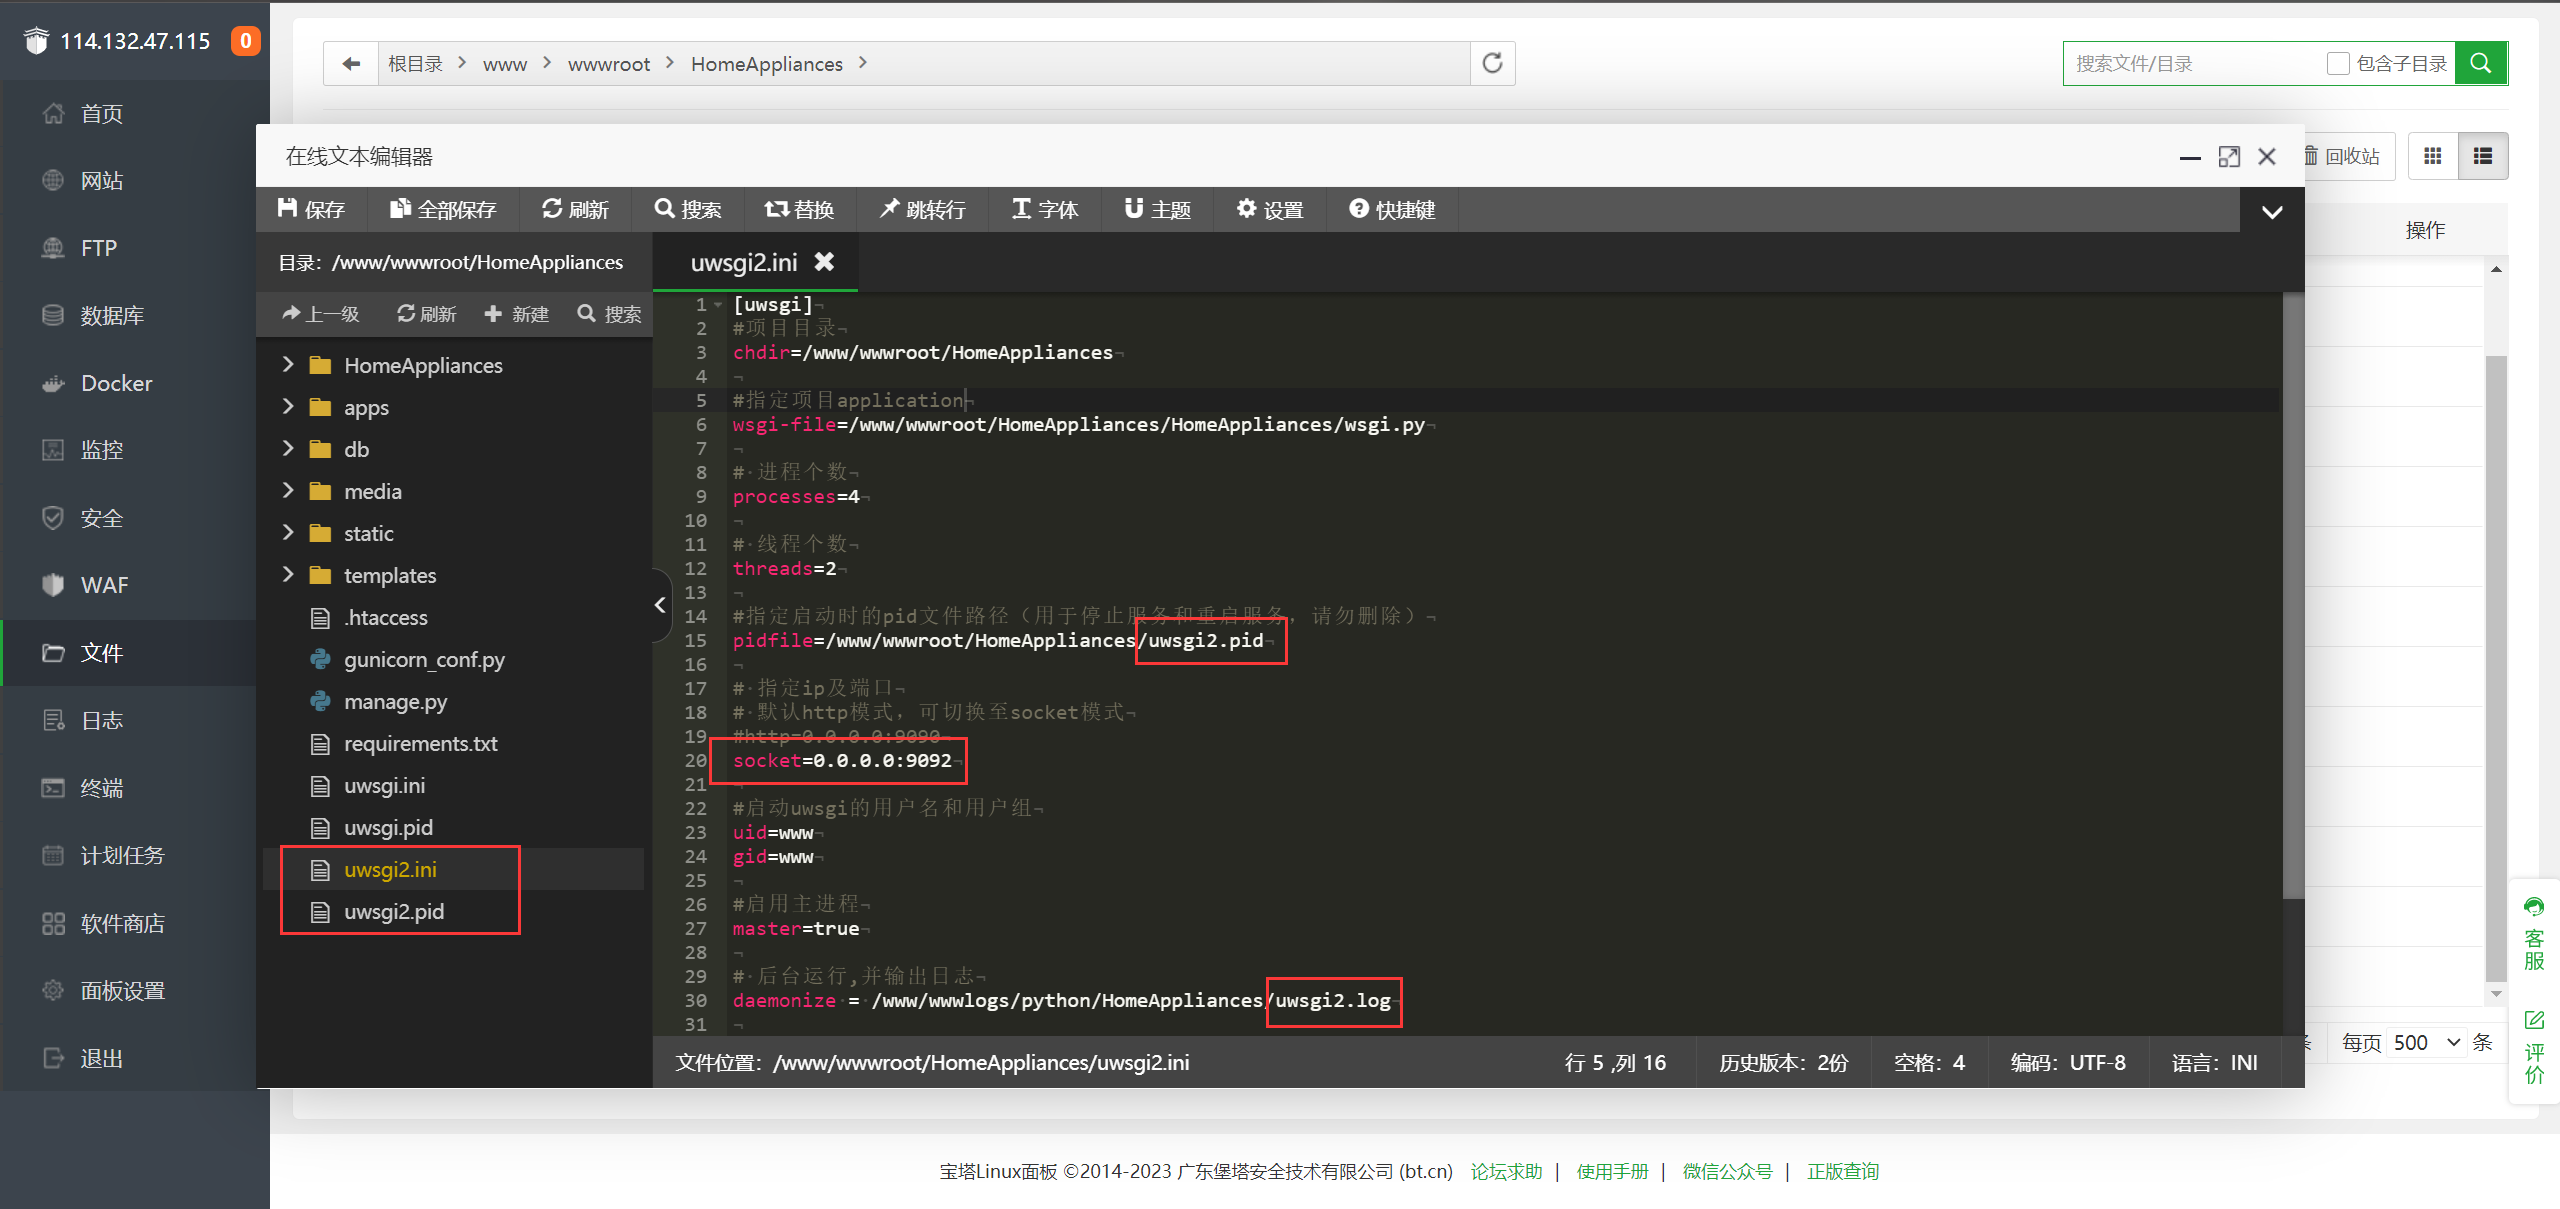 114.132.47.115
0
首页
网站
FTP
数据库
Docker
监控
安全
WAF
文件
日志
终端
计划任务
软件商店
面板设置
退出
根目录 www wwwroot HomeAppliances
搜索文件/目录 包含子目录
回收站
操作
在线文本编辑器
保存 全部保存 刷新 搜索 替换 跳转行 字体 主题 设置 快捷键
目录：/www/wwwroot/HomeAppliances
上一级 刷新 新建 搜索
HomeAppliances
apps
db
media
static
templates
.htaccess
gunicorn_conf.py
manage.py
requirements.txt
uwsgi.ini
uwsgi.pid
uwsgi2.ini
uwsgi2.pid
uwsgi2.ini
1 [uwsgi]
2 #项目目录
3 chdir=/www/wwwroot/HomeAppliances
4
5 #指定项目application
6 wsgi-file=/www/wwwroot/HomeAppliances/HomeAppliances/wsgi.py
7
8 # 进程个数
9 processes=4
10
11 # 线程个数
12 threads=2
13
14 #指定启动时的pid文件路径（用于停止服务和重启服务，请勿删除）
15 pidfile=/www/wwwroot/HomeAppliances/uwsgi2.pid
16
17 # 指定ip及端口
18 # 默认http模式，可切换至socket模式
19 #http=0.0.0.0:9090
20 socket=0.0.0.0:9092
21
22 #启动uwsgi的用户名和用户组
23 uid=www
24 gid=www
25
26 #启用主进程
27 master=true
28
29 # 后台运行,并输出日志
30 daemonize = /www/wwwlogs/python/HomeAppliances/uwsgi2.log
31
文件位置：/www/wwwroot/HomeAppliances/uwsgi2.ini
行 5 ,列 16 历史版本：2份 空格：4 编码：UTF-8 语言：INI
条 每页 500 条
客服
评价
宝塔Linux面板 ©2014-2023 广东堡塔安全技术有限公司 (bt.cn) 论坛求助 | 使用手册 | 微信公众号 | 正版查询